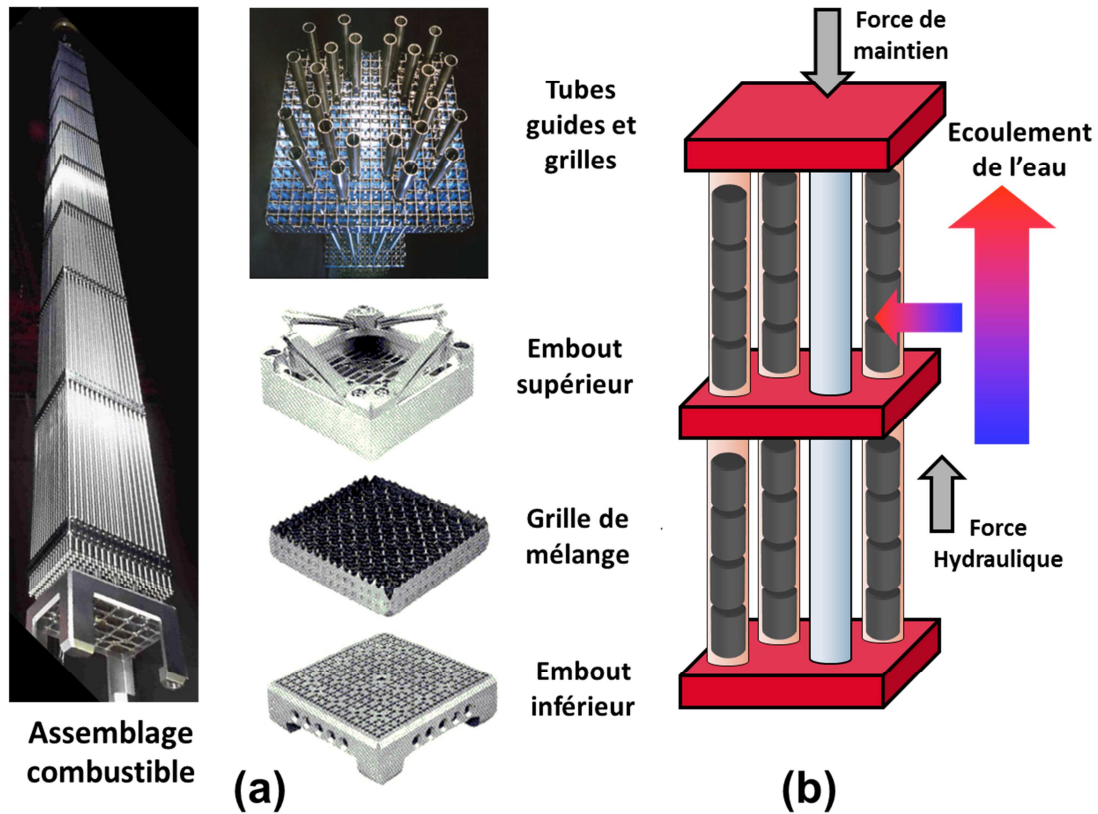 Assemblage
combustible
Tubes
guides et
grilles
Embout
supérieur
Grille de
mélange
Embout
inférieur
(a)
Force de
maintien
Ecoulement
de l’eau
Force
Hydraulique
(b)